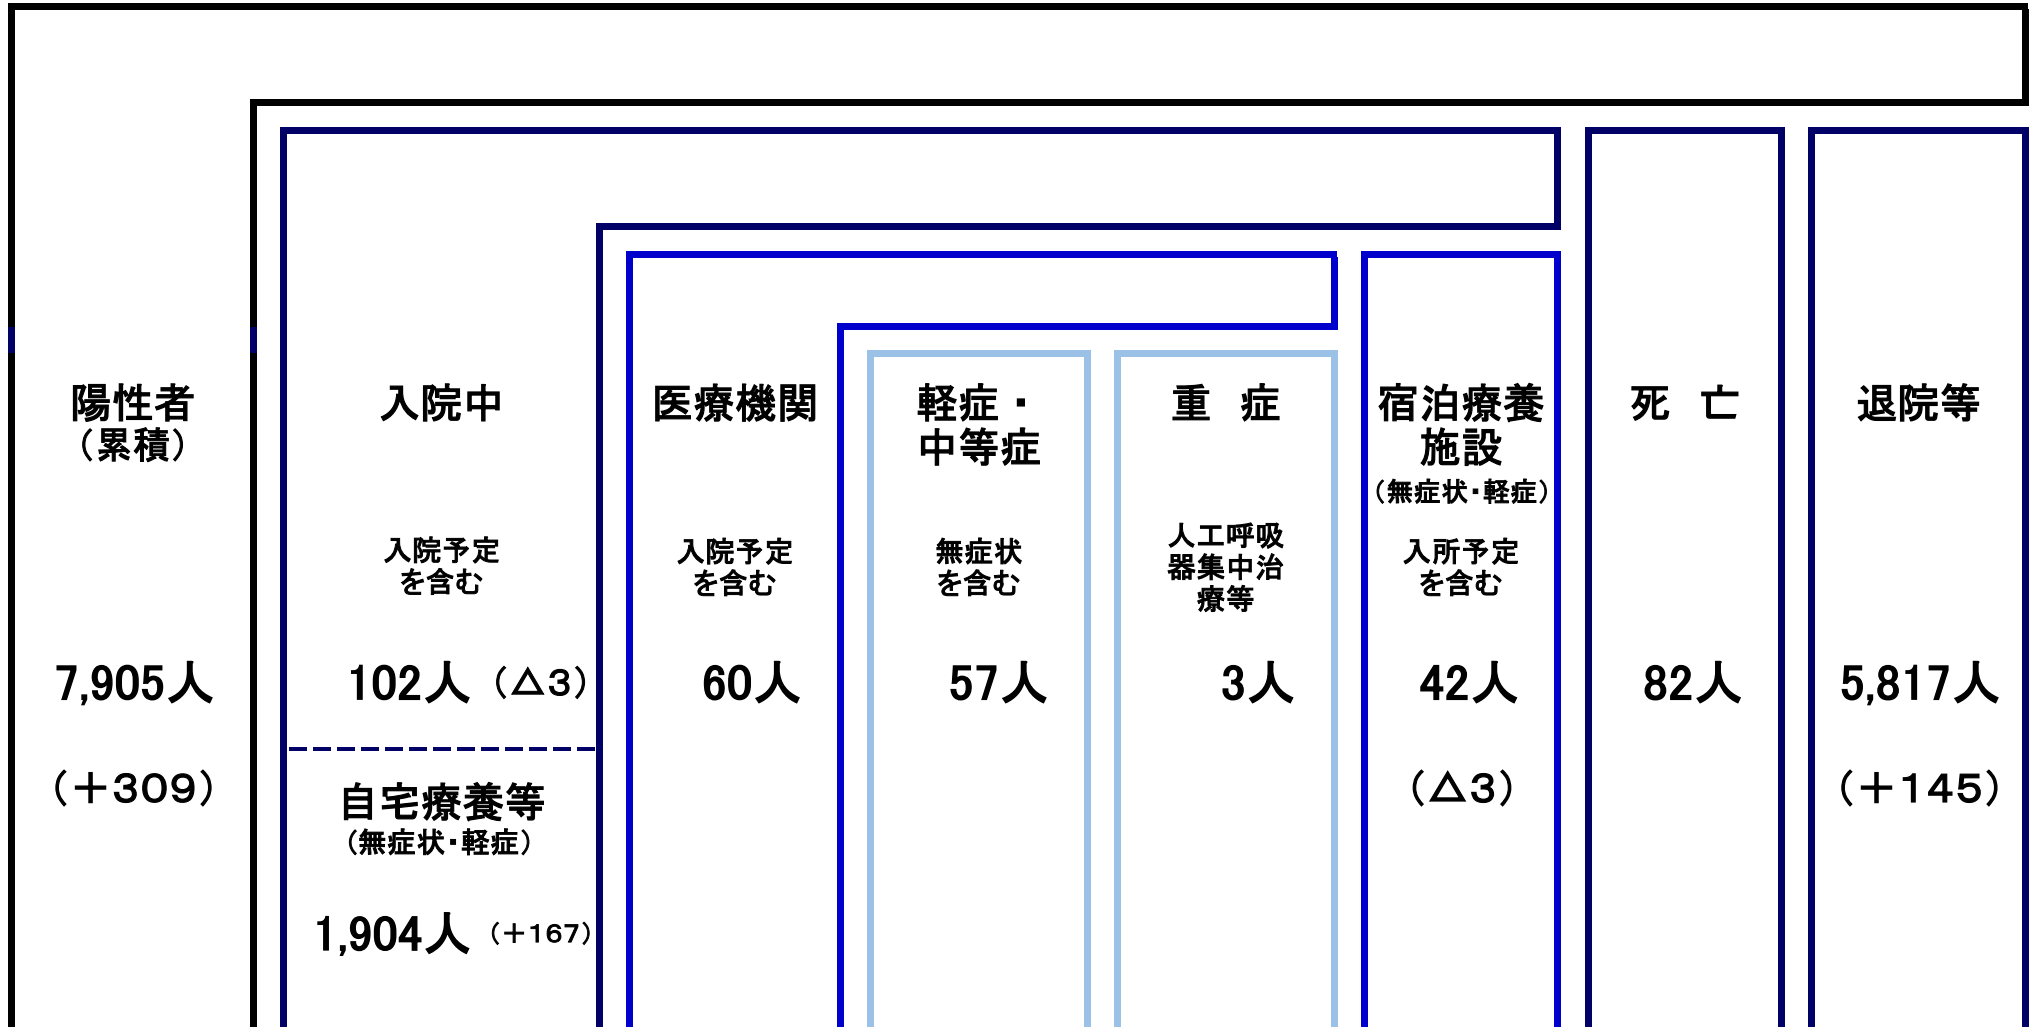 陽性者
（累積）
7,905人
（＋309）
入院中
入院予定
を含む
102人 （△3）
自宅療養等
（無症状・軽症）
1,904人 （＋167）
医療機関
入院予定
を含む
60人
軽症・
中等症
無症状
を含む
57人
重 症
人工呼吸
器集中治
療等
3人
宿泊療養
施設
（無症状・軽症）
入所予定
を含む
42人
（△3）
死 亡
82人
退院等
5,817人
（＋145）